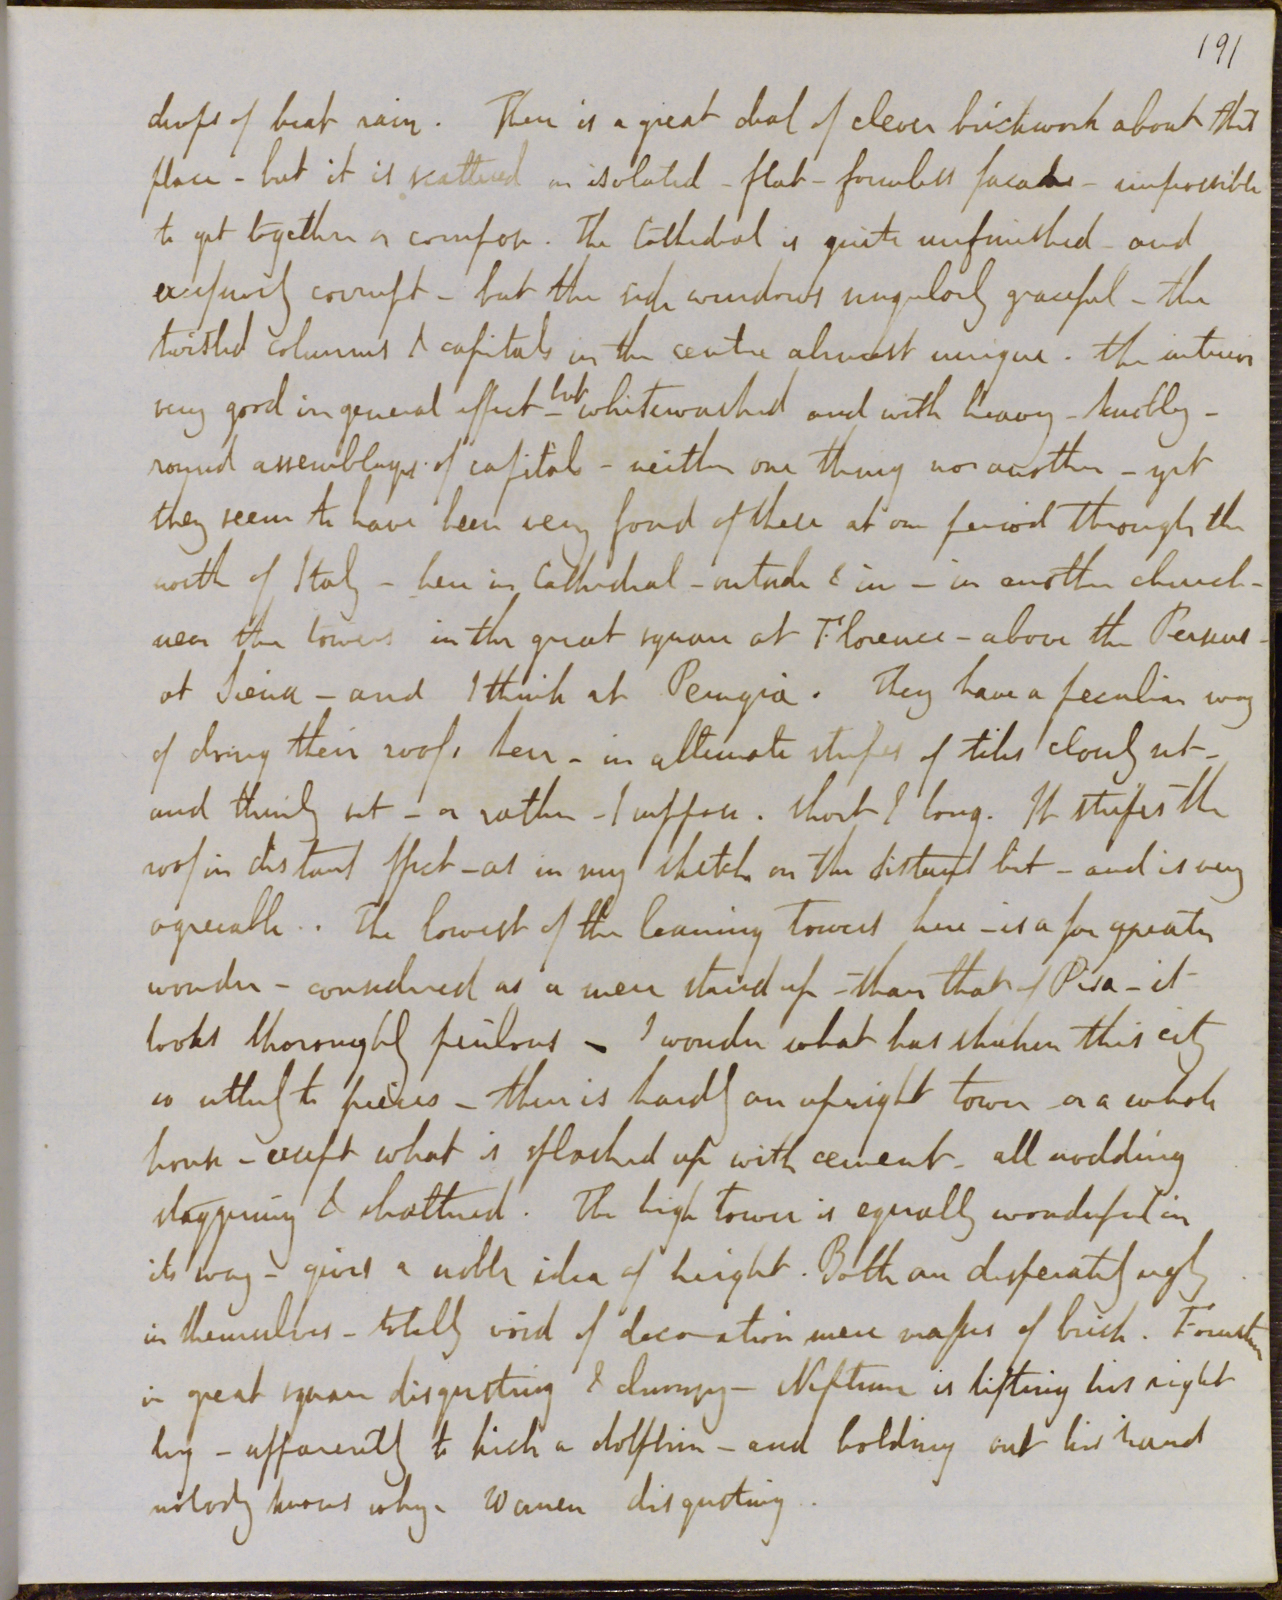 191
drops of heat rain. There is a great deal of clever brickwork about this
place - but it is scattered in isolated - flat - formless facades - impossible
to get together or compose. The Cathedral is quite unfinished - and
excessively corrupt - but the side windows singularly graceful - the
twisted columns & capitals in the centre almost unique. The interior
very good in general effect - but whitewashed and with heavy - knobbly -
round assemblages of capitals - neither one thing nor another - yet
they seem to have been very fond of these at one period through the
north of Italy - here in Cathedral - outside & in - in another church -
near the towers in the great square at Florence - above the Perseus -
at Siena - and I think at Perugia. They have a peculiar way
of doing their roofs here - in alternate stripes of tiles closely set -
and thinly set - or rather - I suppose. short & long. It stripes the
roof in distant effect - as in my sketch on the distant bit - and is very
agreeable.. The lowest of the leaning towers here - is a far greater
wonder - considered as a mere stand up - than that of Pisa - it
looks thoroughly perilous - I wonder what has shaken this city
so utterly to pieces - there is hardly an upright tower or a whole
house - except what is splashed up with cement - all nodding
staggering & shattered. The high tower is equally wonderful in
its way - gives a noble idea of height. Both are desperately ugly
in themselves - totally void of decoration mere masses of brick. Fountain
in great square disgusting & clumsy - Neptune is lifting his right
leg - apparently to kick a dolphin - and holding out his hand
nobody knows why - Women disgusting.